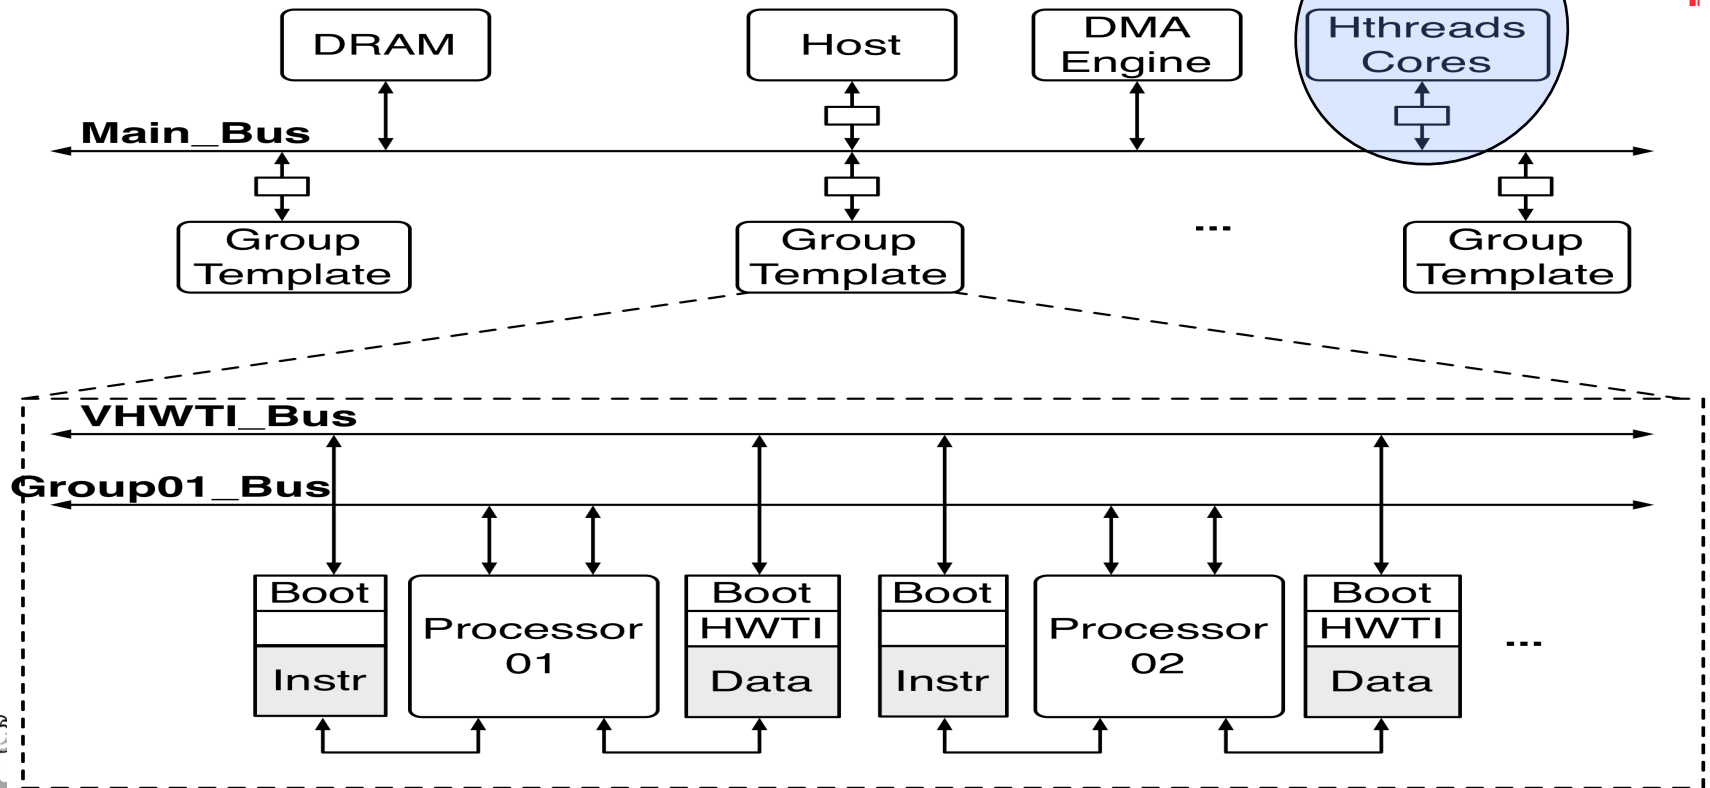 DRAM
Host
DMA
Engine
Hthreads
Cores
Main_Bus
Group
Template
Group
Template
...
Group
Template
VHWTI_Bus
Group01_Bus
Boot
Instr
Processor
01
Boot
HWTI
Data
Boot
Instr
Processor
02
Boot
HWTI
Data
...